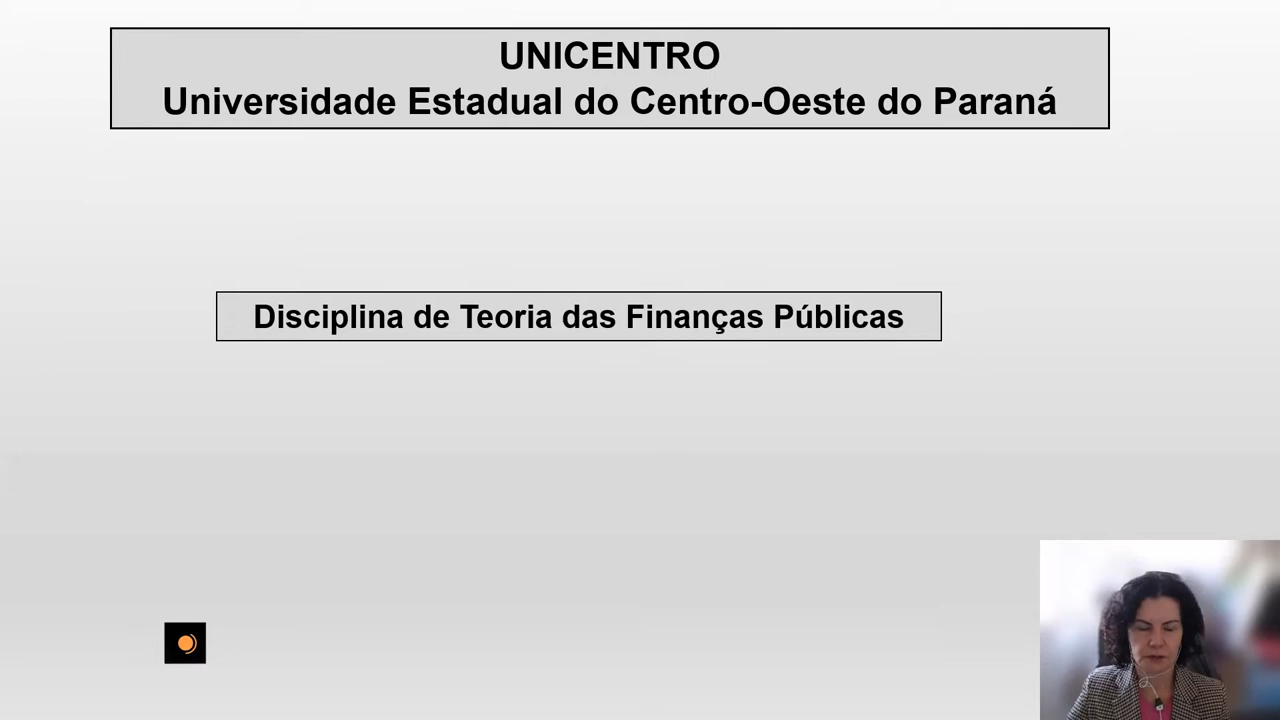 UNICENTRO
Universidade Estadual do Centro-Oeste do Paraná
Disciplina de Teoria das Finanças Públicas